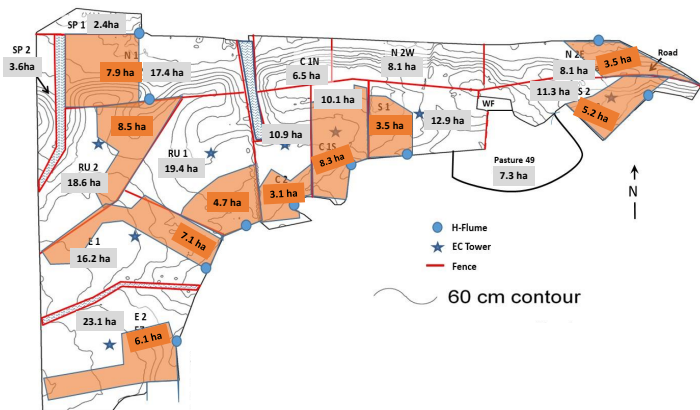 SP 1 2.4ha
SP 2
3.6ha
N 1
7.9 ha 17.4 ha
C 1N
6.5 ha
N 2W
8.1 ha
N 2E
8.1 ha
3.5 ha
Road
11.3 ha
S 2
5.2 ha
WF
10.1 ha
S 1
3.5 ha
12.9 ha
8.5 ha
10.9 ha
C 1S
8.3 ha
RU 2
18.6 ha
RU 1
19.4 ha
C 2
3.1 ha
4.7 ha
Pasture 49
7.3 ha
N
7.1 ha
E 1
16.2 ha
H-Flume
EC Tower
Fence
60 cm contour
23.1 ha
E 2
6.1 ha